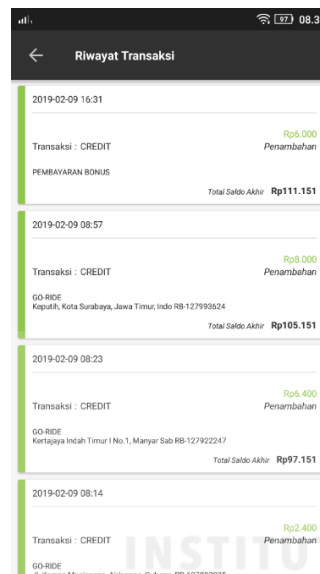 97 08.3
Riwayat Transaksi
2019-02-09 16:31
Rp6.000
Transaksi : CREDIT Penambahan
PEMBAYARAN BONUS
Total Saldo Akhir Rp111.151
2019-02-09 08:57
Rp8.000
Transaksi : CREDIT Penambahan
GO-RIDE
Keputih, Kota Surabaya, Jawa Timur, Indo RB-127993624
Total Saldo Akhir Rp105.151
2019-02-09 08:23
Rp6.400
Transaksi : CREDIT Penambahan
GO-RIDE
Kertajaya Indah Timur I No.1, Manyar Sab RB-127922247
Total Saldo Akhir Rp97.151
2019-02-09 08:14
Rp2.400
Transaksi : CREDIT Penambahan
GO-RIDE
INSTITU